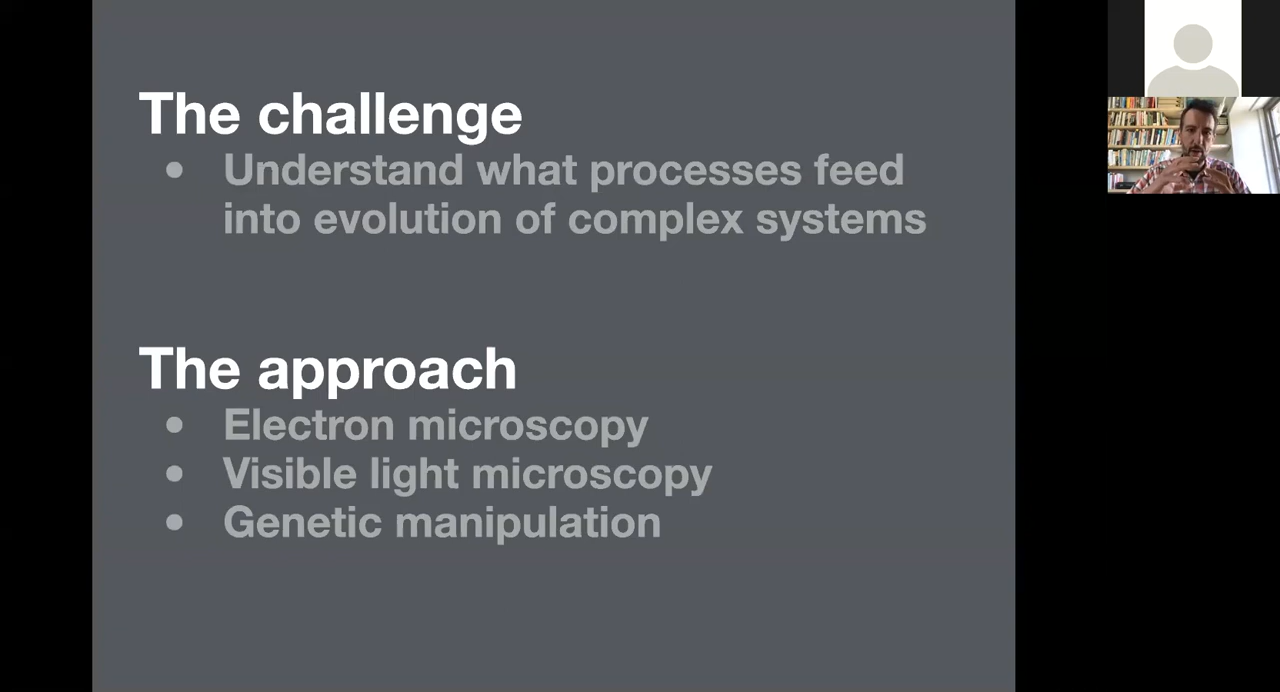 The challenge
• Understand what processes feed
into evolution of complex systems
The approach
• Electron microscopy
• Visible light microscopy
• Genetic manipulation